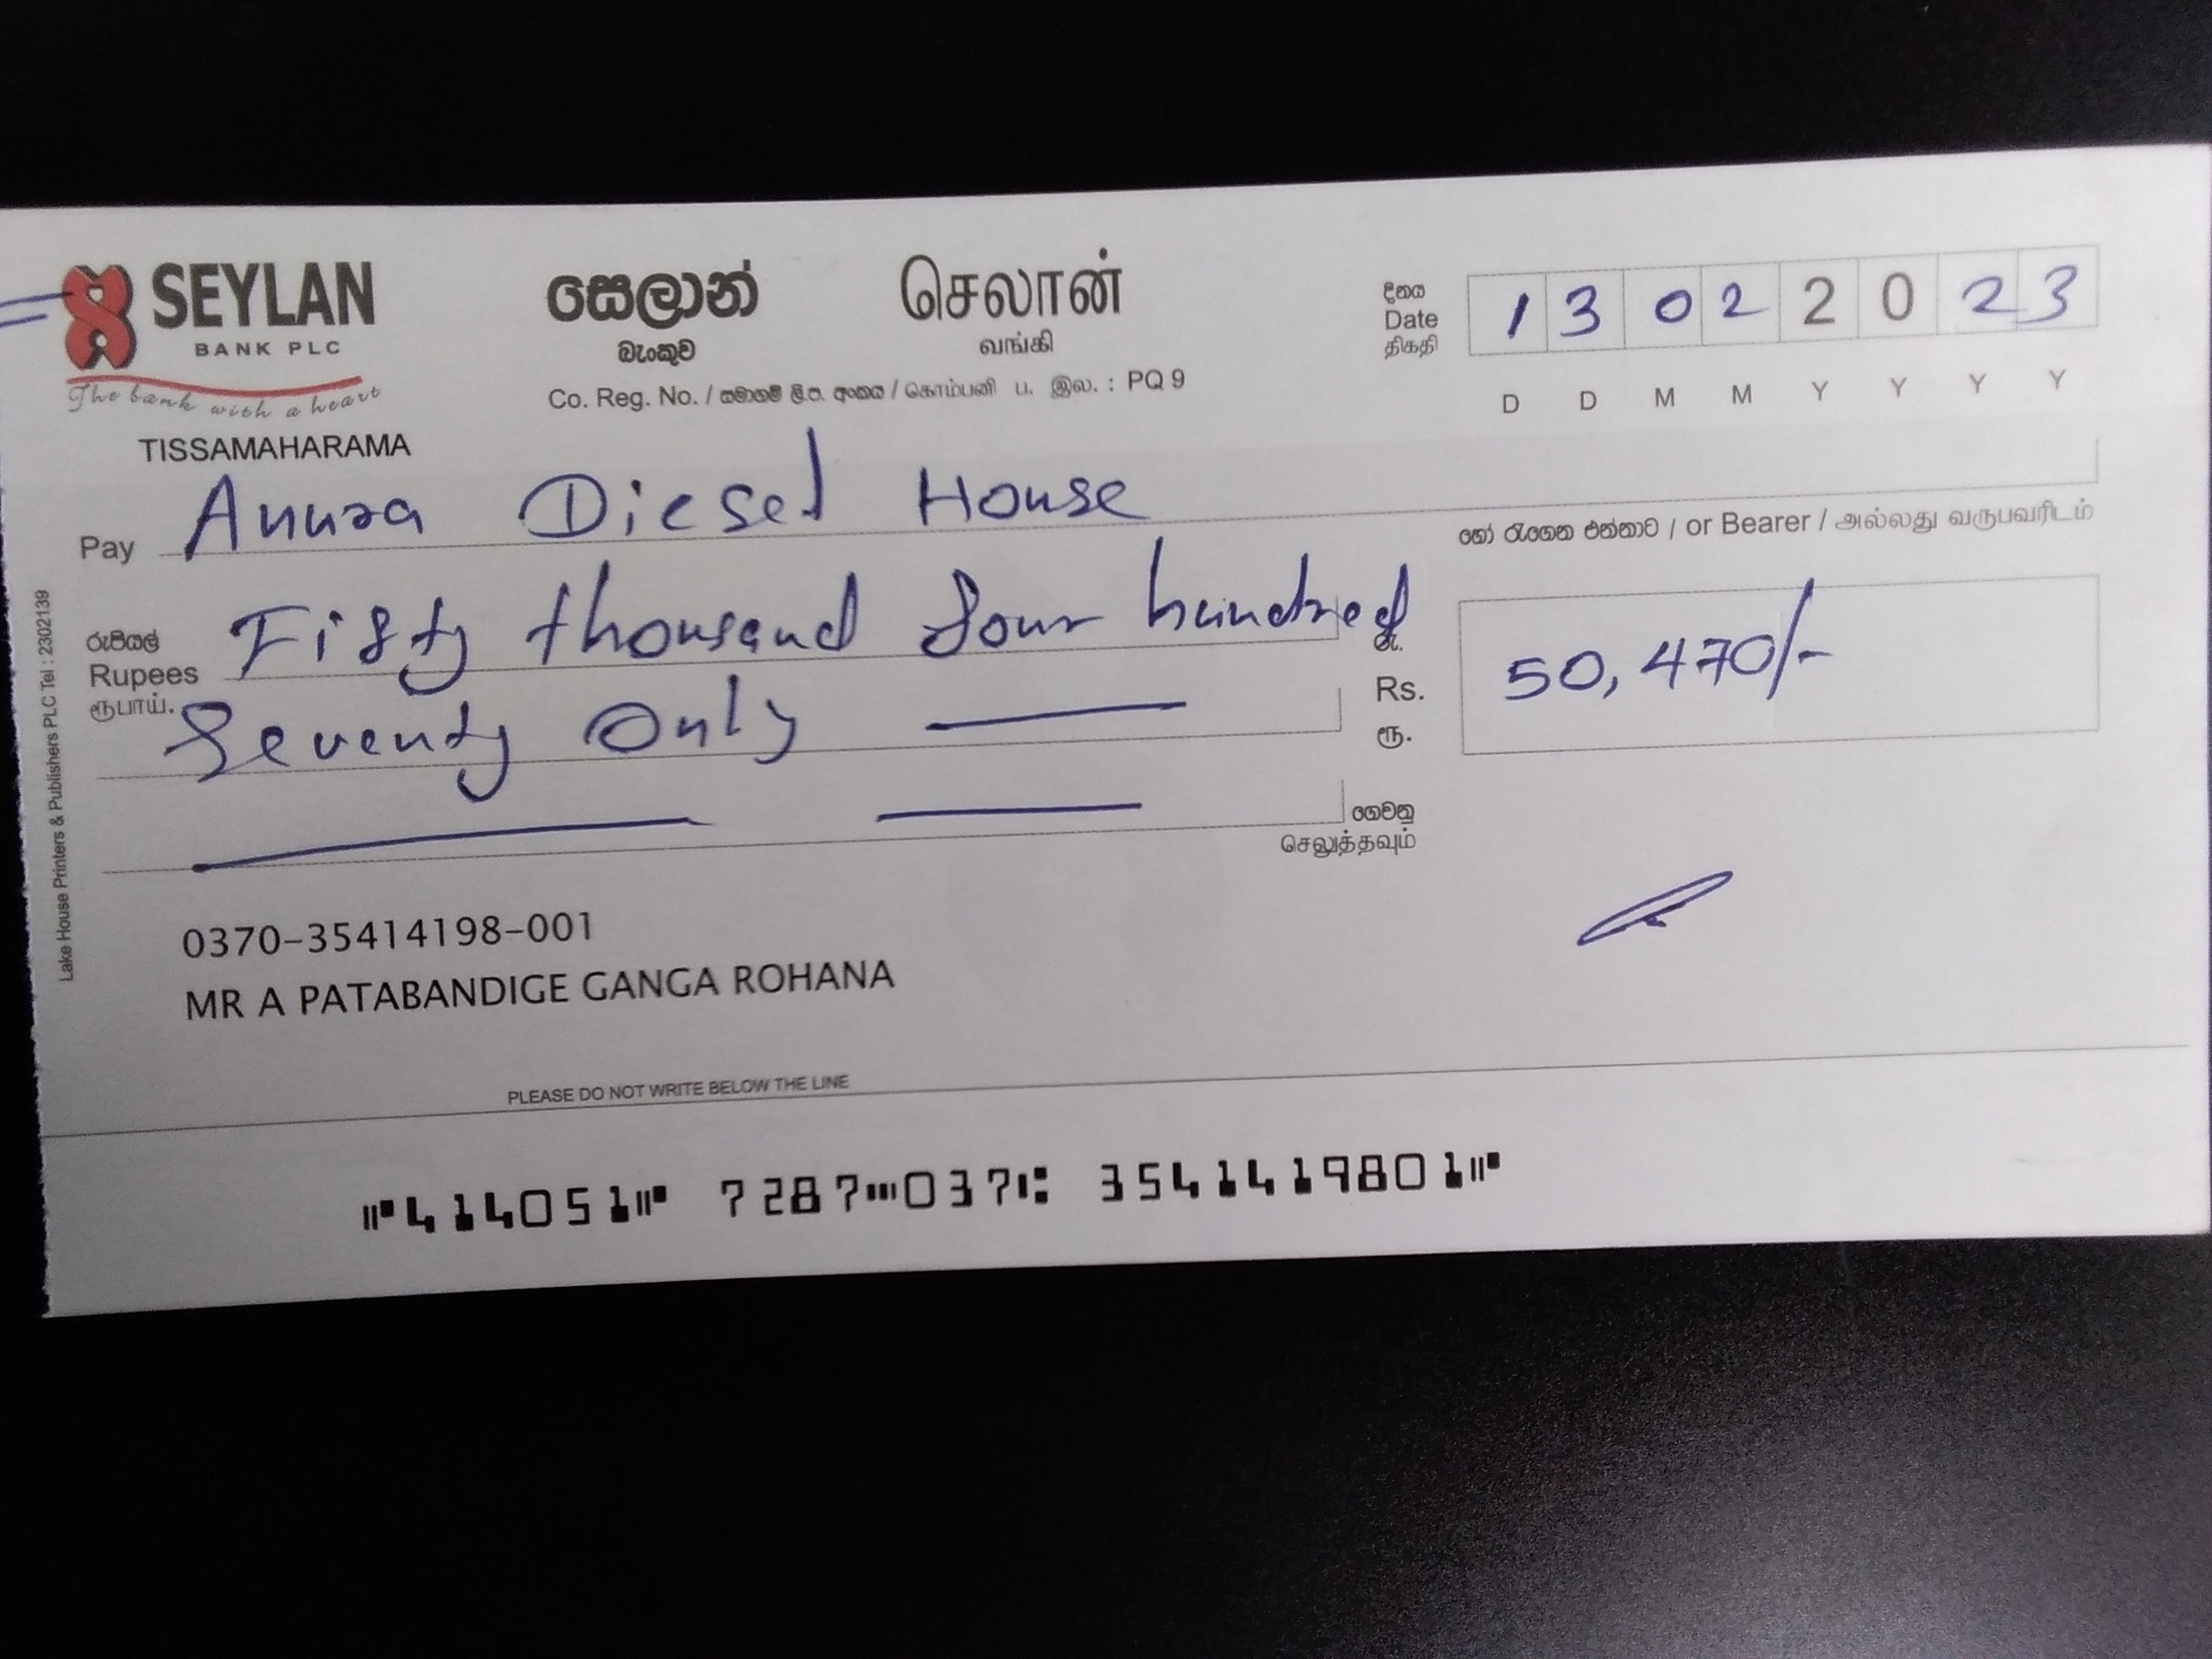 SEYLAN
BANK PLC
The bank with a heart
TISSAMAHARAMA
සෙලාන්
බැංකුව
செலான்
வங்கி
Co. Reg. No. / සමාගම් ලි.ප. අංකය / கொம்பனி ப. இல. : PQ 9
දිනය
Date
திகதி
1 3 0 2 2 0 2 3
D D M M Y Y Y Y
Pay Anura Diesel House
හෝ රැගෙන එන්නාට / or Bearer / அல்லது வருபவரிடம்
රුපියල්
Rupees
ரூபாய்.
Fifty thousand four hundred
Seventy Only
රු.
Rs.
ரூ.
50,470/-
ගෙවනු
செலுத்தவும்
Lake House Printers & Publishers PLC Tel : 2302139
0370-35414198-001
MR A PATABANDIGE GANGA ROHANA
PLEASE DO NOT WRITE BELOW THE LINE
⑈414051⑈ 7287⑉037⑆ 3541419801⑈